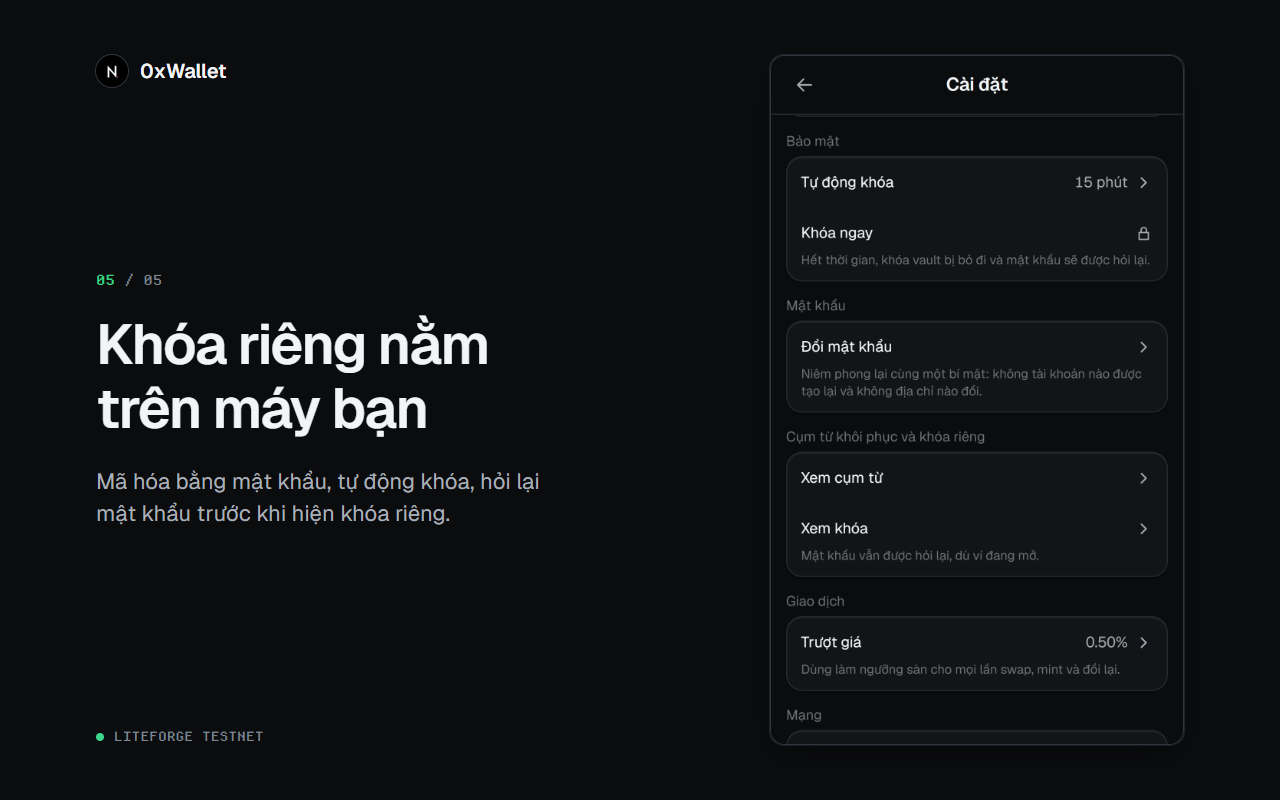 N
0xWallet
05 / 05
Khóa riêng nằm
trên máy bạn
Mã hóa bằng mật khẩu, tự động khóa, hỏi lại
mật khẩu trước khi hiện khóa riêng.
LITEFORGE TESTNET
Cài đặt
Bảo mật
Tự động khóa 15 phút
Khóa ngay
Hết thời gian, khóa vault bị bỏ đi và mật khẩu sẽ được hỏi lại.
Mật khẩu
Đổi mật khẩu
Niêm phong lại cùng một bí mật: không tài khoản nào được
tạo lại và không địa chỉ nào đổi.
Cụm từ khôi phục và khóa riêng
Xem cụm từ
Xem khóa
Mật khẩu vẫn được hỏi lại, dù ví đang mở.
Giao dịch
Trượt giá 0.50%
Dùng làm ngưỡng sàn cho mọi lần swap, mint và đổi lại.
Mạng